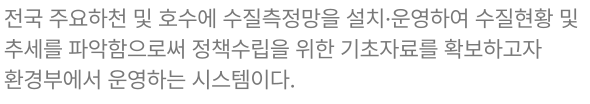 전국 주요하천 및 호수에 수질측정망을 설치·운영하여 수질현황 및
추세를 파악함으로써 정책수립을 위한 기초자료를 확보하고자
환경부에서 운영하는 시스템이다.